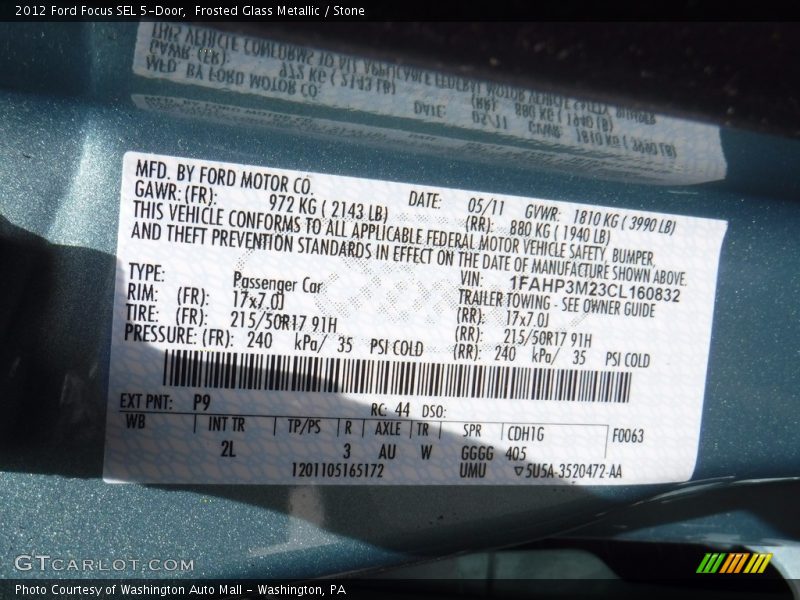 2012 Ford Focus SEL 5-Door, Frosted Glass Metallic / Stone
MFD. BY FORD MOTOR CO.
DATE: 05/11 GVWR: 1810 KG ( 3990 LB)
GAWR: (FR): 972 KG ( 2143 LB) (RR): 880 KG ( 1940 LB)
THIS VEHICLE CONFORMS TO ALL APPLICABLE FEDERAL MOTOR VEHICLE SAFETY, BUMPER,
AND THEFT PREVENTION STANDARDS IN EFFECT ON THE DATE OF MANUFACTURE SHOWN ABOVE.
VIN: 1FAHP3M23CL160832
TYPE: Passenger Car TRAILER TOWING - SEE OWNER GUIDE
RIM: (FR): 17x7.0J (RR): 17x7.0J
TIRE: (FR): 215/50R17 91H (RR): 215/50R17 91H
PRESSURE: (FR): 240 kPa/ 35 PSI COLD (RR): 240 kPa/ 35 PSI COLD
EXT PNT: P9 RC: 44 DSO:
WB INT TR TP/PS R AXLE TR SPR CDH1G F0063
2L 3 AU W GGGG 405
1201105165172 UMU ▽5U5A-3520472-AA
GTCARLOT.COM
Photo Courtesy of Washington Auto Mall - Washington, PA